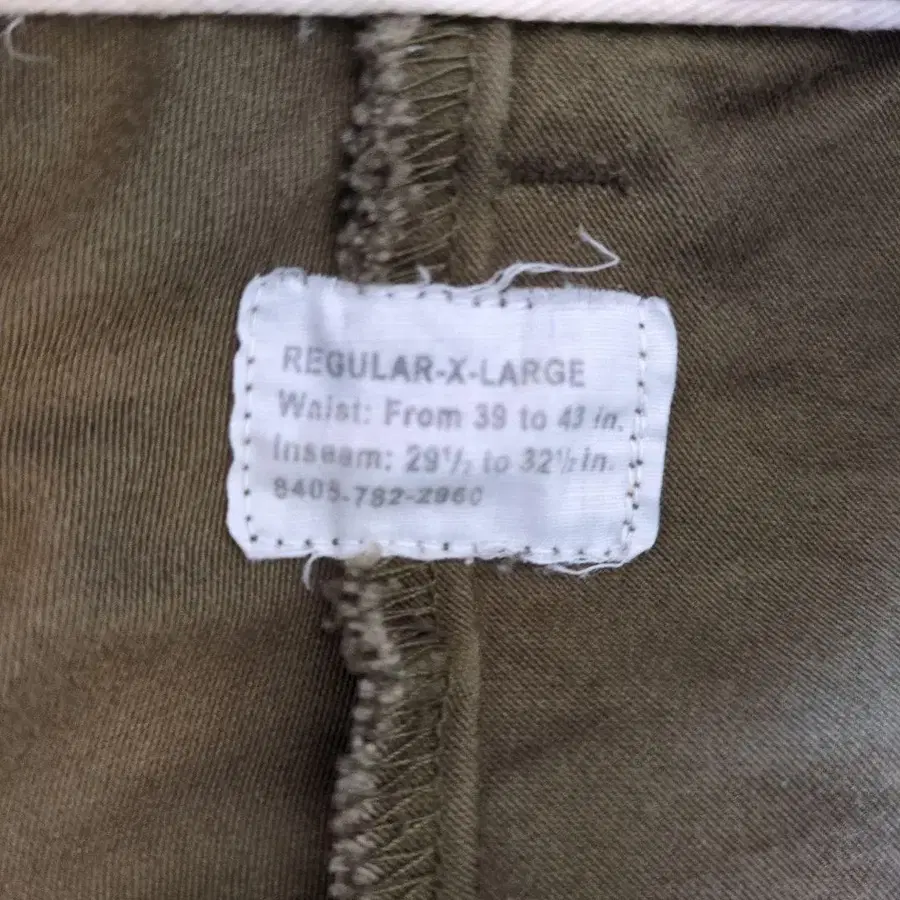 REGULAR-X-LARGE
Waist: From 39 to 43 in.
Inseam: 29½ to 32½ in.
8405-782-2960